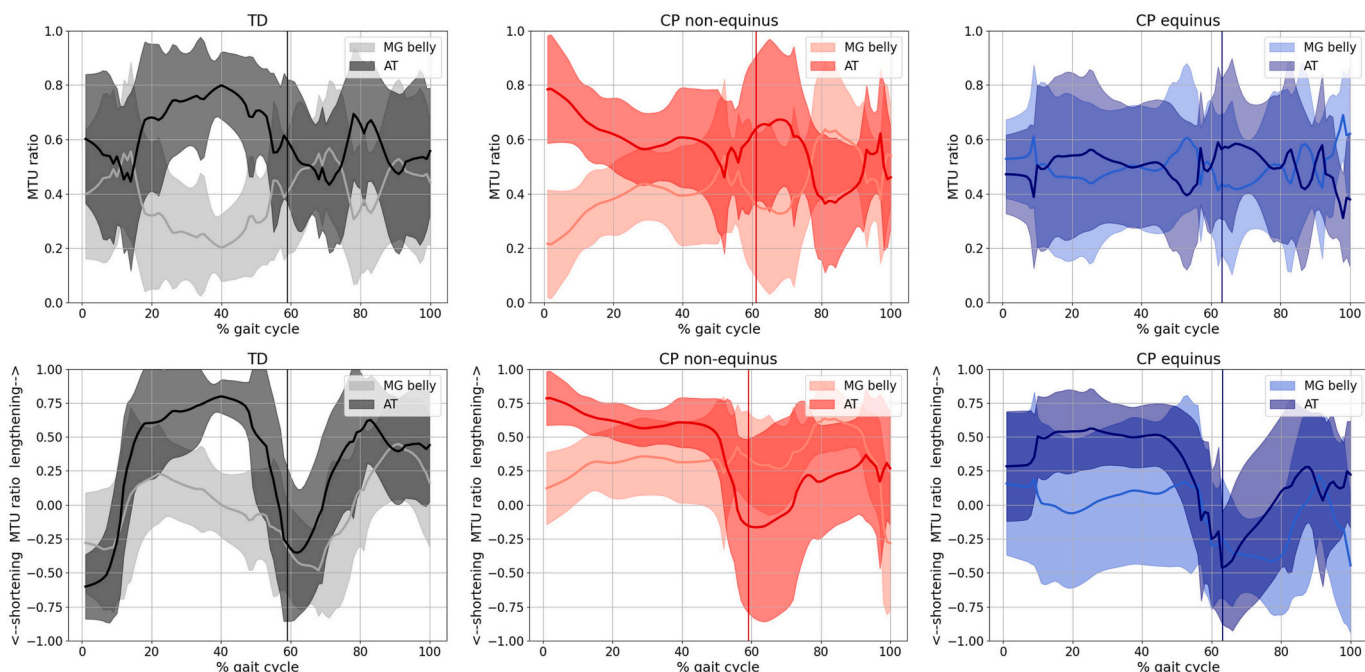 TD
MG belly
AT
MTU ratio
1.0
0.8
0.6
0.4
0.2
0.0
0 20 40 60 80 100
% gait cycle
CP non-equinus
MG belly
AT
MTU ratio
1.0
0.8
0.6
0.4
0.2
0.0
0 20 40 60 80 100
% gait cycle
CP equinus
MG belly
AT
MTU ratio
1.0
0.8
0.6
0.4
0.2
0.0
0 20 40 60 80 100
% gait cycle
TD
MG belly
AT
<--shortening MTU ratio lengthening-->
1.00
0.75
0.50
0.25
0.00
−0.25
−0.50
−0.75
−1.00
0 20 40 60 80 100
% gait cycle
CP non-equinus
MG belly
AT
<--shortening MTU ratio lengthening-->
1.00
0.75
0.50
0.25
0.00
−0.25
−0.50
−0.75
−1.00
0 20 40 60 80 100
% gait cycle
CP equinus
MG belly
AT
<--shortening MTU ratio lengthening-->
1.00
0.75
0.50
0.25
0.00
−0.25
−0.50
−0.75
−1.00
0 20 40 60 80 100
% gait cycle